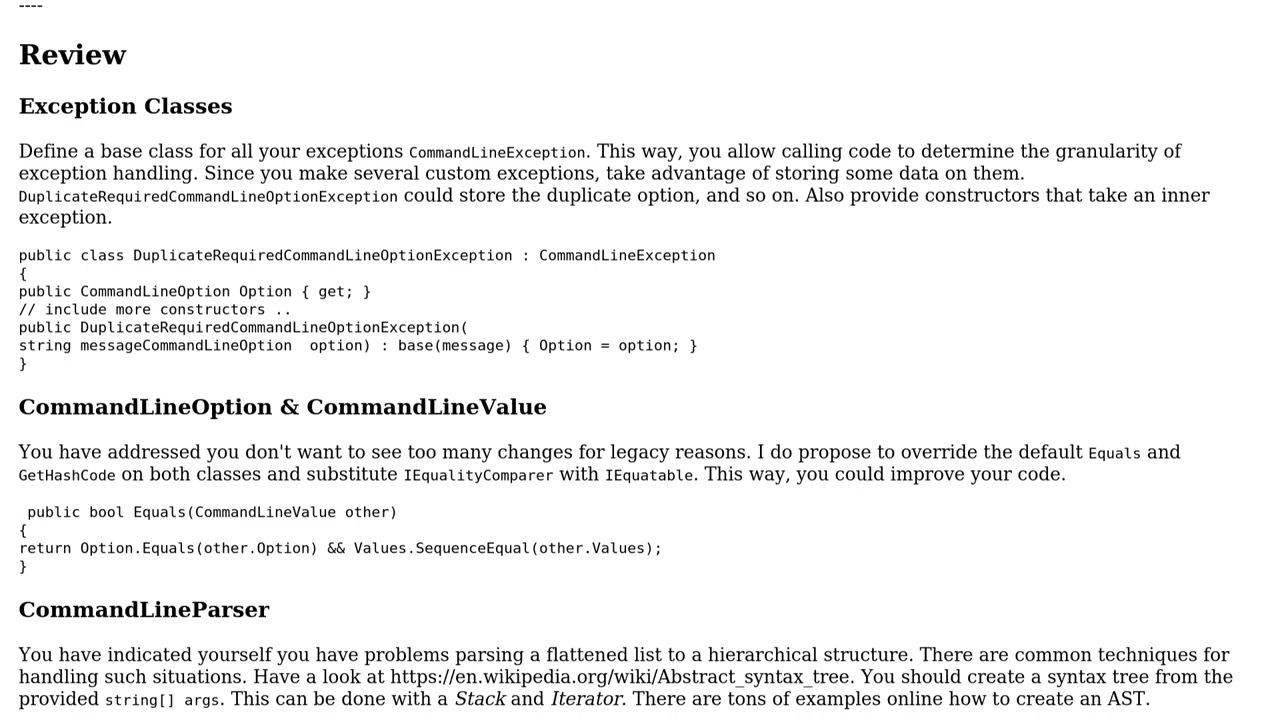 ----
Review
Exception Classes
Define a base class for all your exceptions CommandLineException. This way, you allow calling code to determine the granularity of
exception handling. Since you make several custom exceptions, take advantage of storing some data on them.
DuplicateRequiredCommandLineOptionException could store the duplicate option, and so on. Also provide constructors that take an inner
exception.
public class DuplicateRequiredCommandLineOptionException : CommandLineException
{
public CommandLineOption Option { get; }
// include more constructors ..
public DuplicateRequiredCommandLineOptionException(
string messageCommandLineOption  option) : base(message) { Option = option; }
}
CommandLineOption & CommandLineValue
You have addressed you don't want to see too many changes for legacy reasons. I do propose to override the default Equals and
GetHashCode on both classes and substitute IEqualityComparer with IEquatable. This way, you could improve your code.
public bool Equals(CommandLineValue other)
{
return Option.Equals(other.Option) && Values.SequenceEqual(other.Values);
}
CommandLineParser
You have indicated yourself you have problems parsing a flattened list to a hierarchical structure. There are common techniques for
handling such situations. Have a look at https://en.wikipedia.org/wiki/Abstract_syntax_tree. You should create a syntax tree from the
provided string[] args. This can be done with a Stack and Iterator. There are tons of examples online how to create an AST.